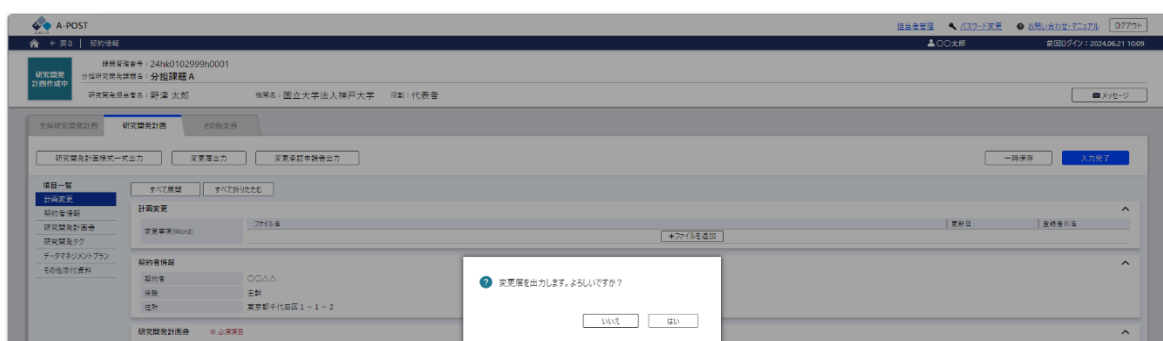 A-POST
担当者管理 パスワード変更 お問い合わせ・マニュアル ログアウト
← 戻る 契約情報 〇〇太郎 前回ログイン:2024.06.21 10:09
課題管理番号:24hk0102999h0001
研究開発計画作成中 分担研究開発課題名:分担課題 A
研究開発担当者名:野津 太郎 機関名:国立大学法人神戸大学 役割:代表者 メッセージ
全体研究開発計画 研究開発計画 その他文書
研究開発計画様式一式出力 変更届出力 変更承認申請書出力 一時保存 入力完了
項目一覧 すべて展開 すべて折りたたむ
計画変更 計画変更
契約者情報 ファイル名 更新日 登録者氏名
研究開発計画書 変更事項(Word) +ファイルを追加
研究開発タグ
データマネジメントプラン 契約者情報
その他添付資料 契約者 〇〇△△
役職 主幹
住所 東京都千代田区1-1-2
変更届を出力します。よろしいですか?
いいえ はい
研究開発計画書 ※ 必須項目